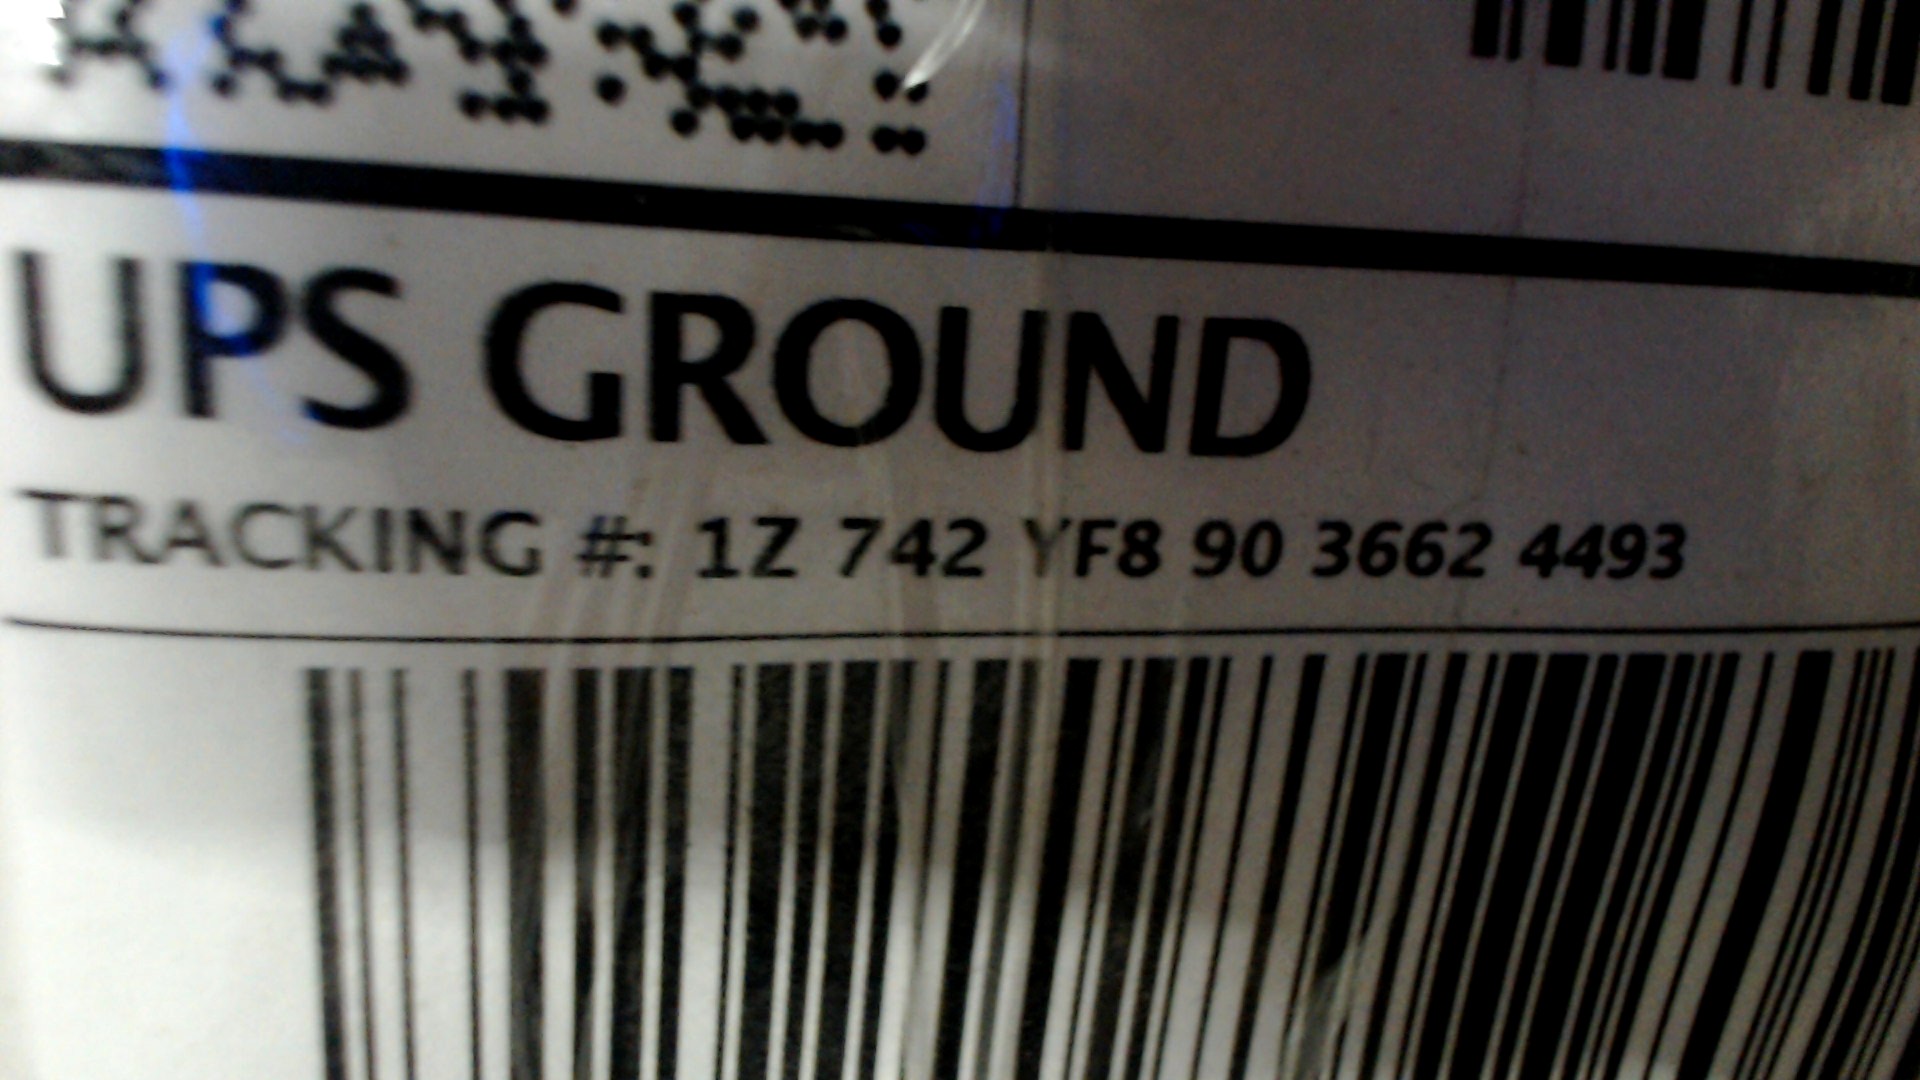 UPS GROUND
TRACKING #: 1Z 742 YF8 90 3662 4493